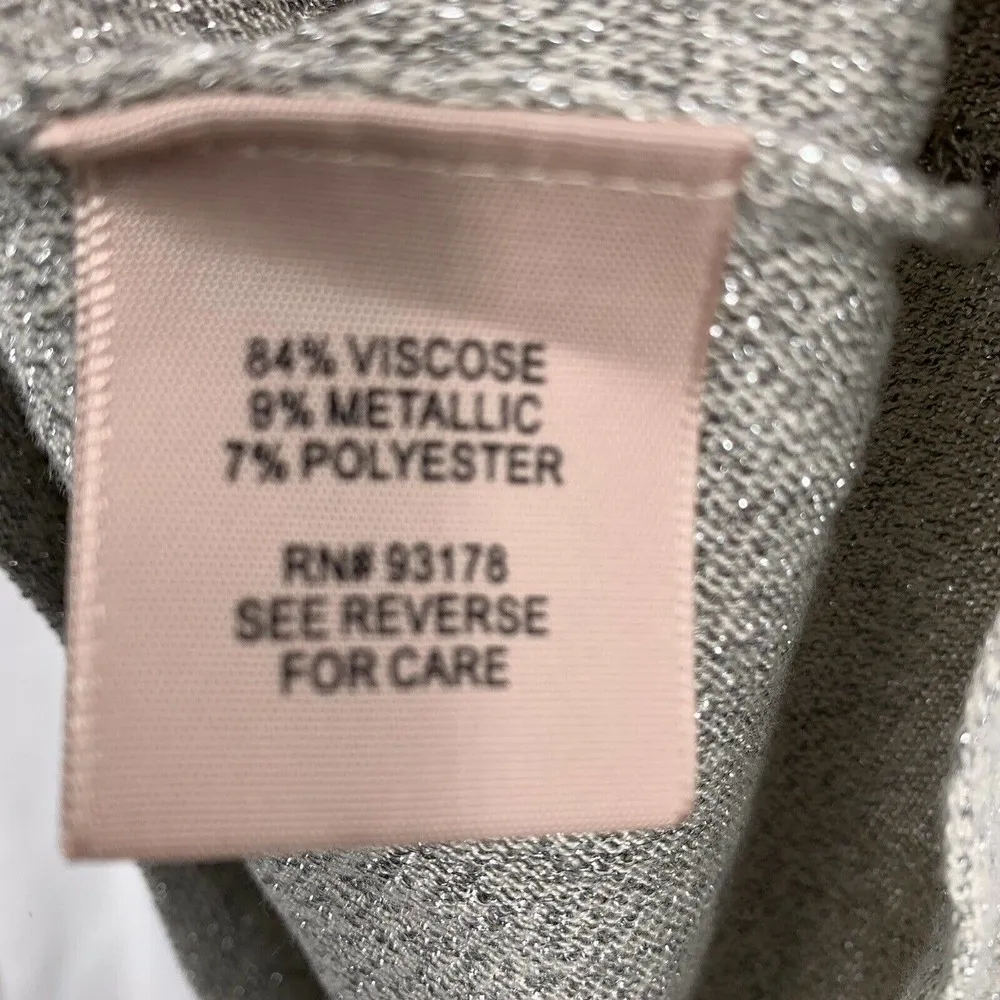 84% VISCOSE
9% METALLIC
7% POLYESTER
RN# 93178
SEE REVERSE
FOR CARE